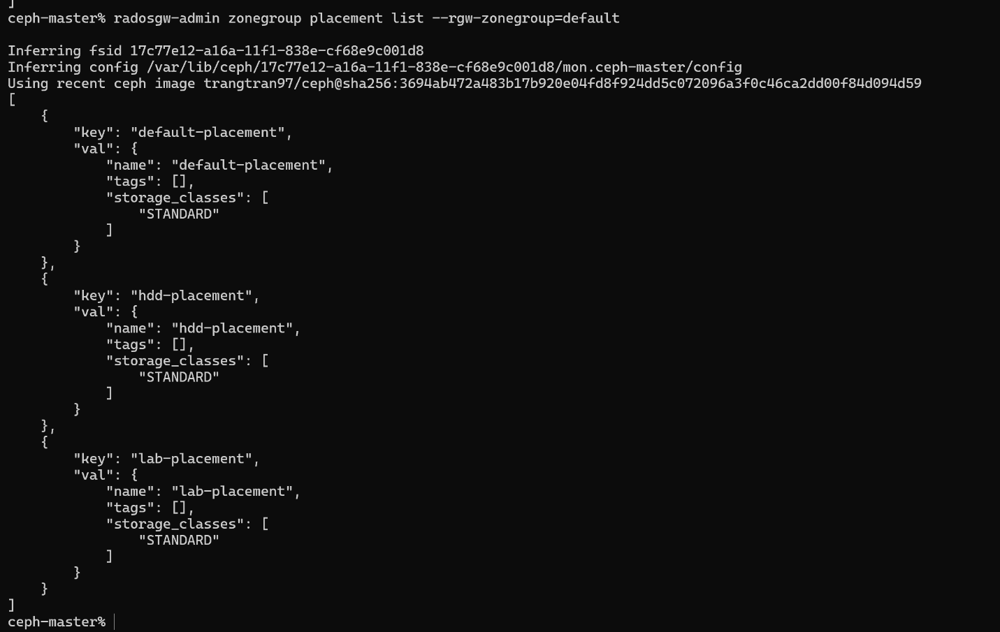 ]
ceph-master% radosgw-admin zonegroup placement list --rgw-zonegroup=default
Inferring fsid 17c77e12-a16a-11f1-838e-cf68e9c001d8
Inferring config /var/lib/ceph/17c77e12-a16a-11f1-838e-cf68e9c001d8/mon.ceph-master/config
Using recent ceph image trangtran97/ceph@sha256:3694ab472a483b17b920e04fd8f924dd5c072096a3f0c46ca2dd00f84d094d59
[
    {
        "key": "default-placement",
        "val": {
            "name": "default-placement",
            "tags": [],
            "storage_classes": [
                "STANDARD"
            ]
        }
    },
    {
        "key": "hdd-placement",
        "val": {
            "name": "hdd-placement",
            "tags": [],
            "storage_classes": [
                "STANDARD"
            ]
        }
    },
    {
        "key": "lab-placement",
        "val": {
            "name": "lab-placement",
            "tags": [],
            "storage_classes": [
                "STANDARD"
            ]
        }
    }
]
ceph-master%